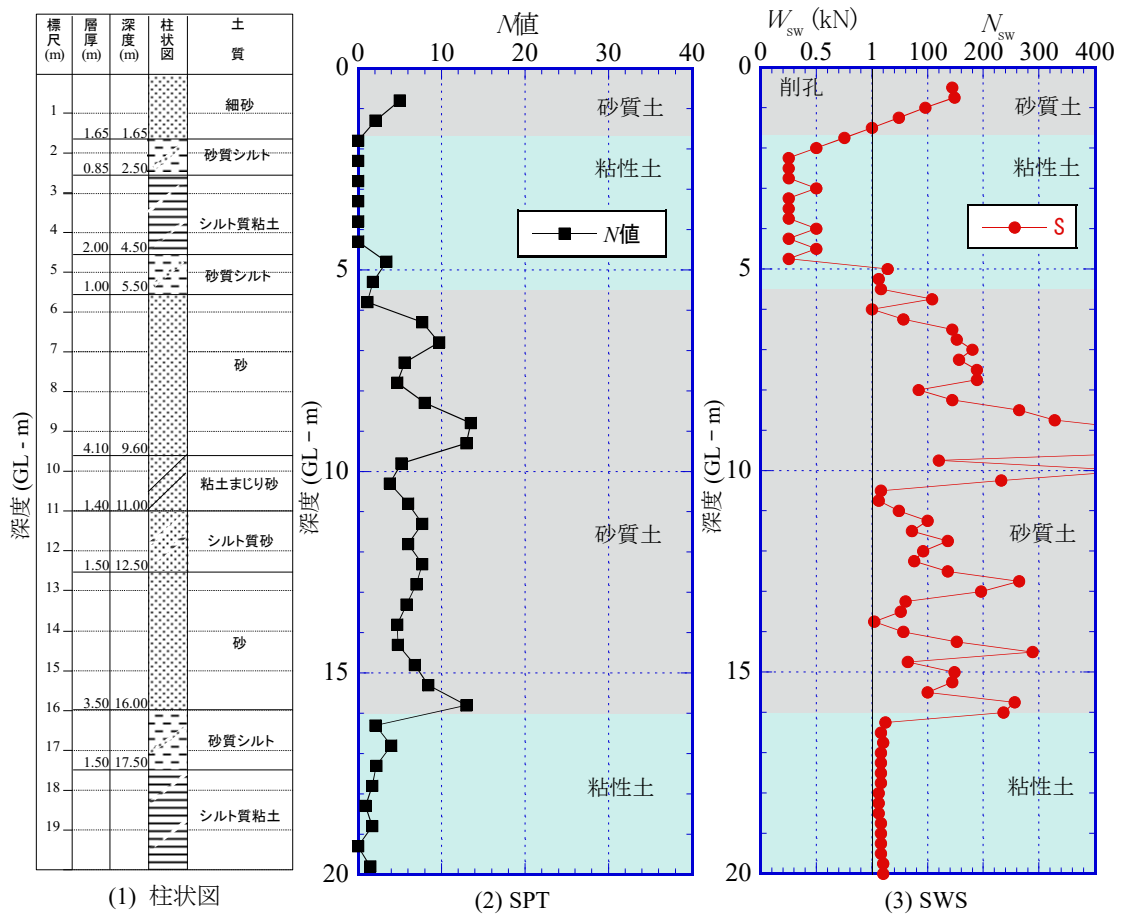 標尺(m) 層厚(m) 深度(m) 柱状図 土質
1 細砂
1.65 1.65
2 砂質シルト
0.85 2.50
3
シルト質粘土
4
2.00 4.50
5 砂質シルト
1.00 5.50
6
7
砂
8
9
4.10 9.60
10 粘土まじり砂
11 1.40 11.00
シルト質砂
12
1.50 12.50
13
14 砂
15
16 3.50 16.00
砂質シルト
17
1.50 17.50
18
シルト質粘土
19
深度 (GL - m)
(1) 柱状図
N値
0 10 20 30 40
0
5
10
15
20
深度 (GL－m)
砂質土
粘性土
N値
砂質土
粘性土
(2) SPT
Wsw (kN) Nsw
0 0.5 1 100 200 300 400
0
5
10
15
20
深度 (GL－m)
削孔
砂質土
粘性土
S
砂質土
粘性土
(3) SWS